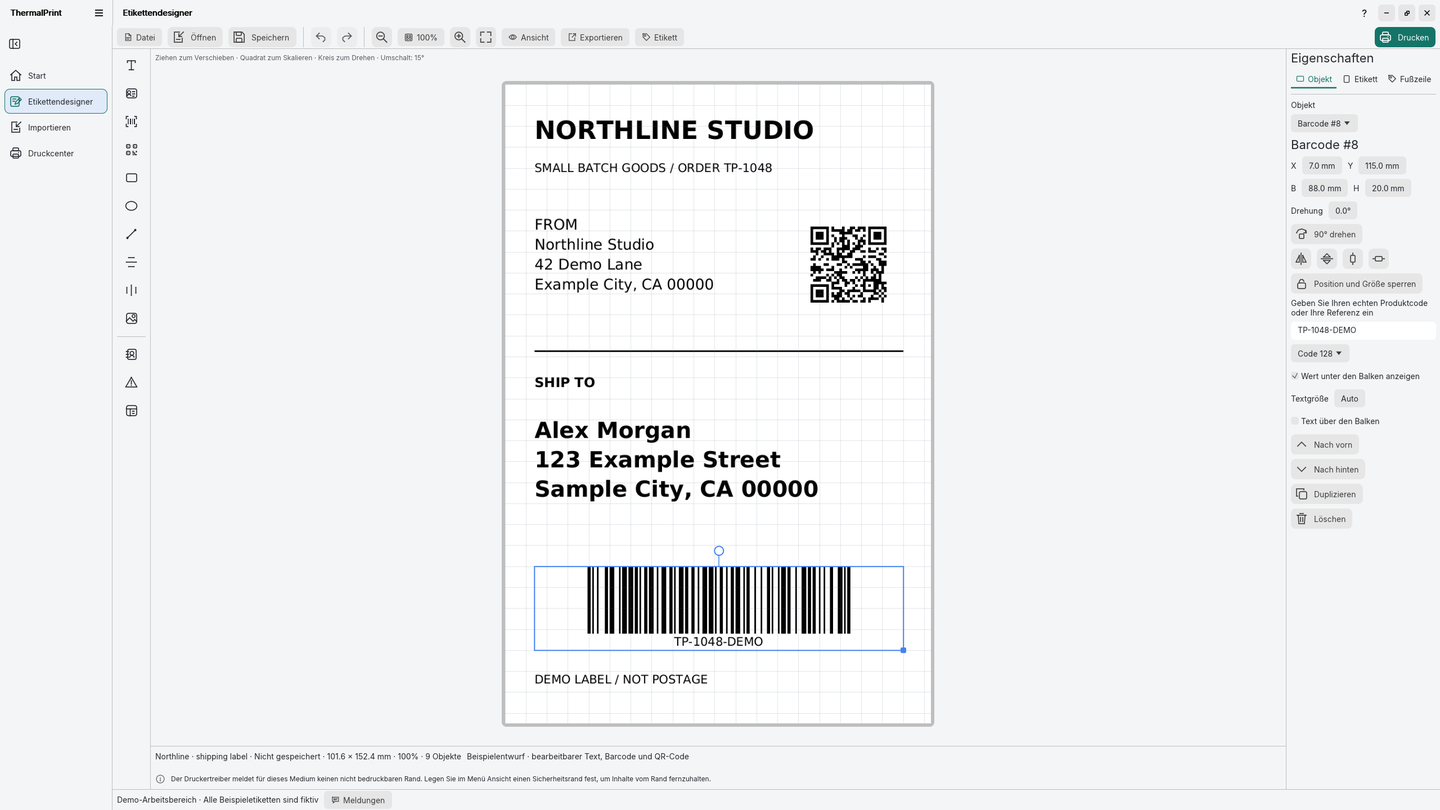 ThermalPrint
Etikettendesigner
?
Datei
Öffnen
Speichern
100%
Ansicht
Exportieren
Etikett
Drucken
Start
Etikettendesigner
Importieren
Druckcenter
Ziehen zum Verschieben · Quadrat zum Skalieren · Kreis zum Drehen · Umschalt: 15°
NORTHLINE STUDIO
SMALL BATCH GOODS / ORDER TP-1048
FROM
Northline Studio
42 Demo Lane
Example City, CA 00000
SHIP TO
Alex Morgan
123 Example Street
Sample City, CA 00000
TP-1048-DEMO
DEMO LABEL / NOT POSTAGE
Eigenschaften
Objekt
Etikett
Fußzeile
Objekt
Barcode #8
Barcode #8
X 7.0 mm Y 115.0 mm
B 88.0 mm H 20.0 mm
Drehung 0.0°
90° drehen
Position und Größe sperren
Geben Sie Ihren echten Produktcode
oder Ihre Referenz ein
TP-1048-DEMO
Code 128
Wert unter den Balken anzeigen
Textgröße Auto
Text über den Balken
Nach vorn
Nach hinten
Duplizieren
Löschen
Northline · shipping label · Nicht gespeichert · 101.6 × 152.4 mm · 100% · 9 Objekte Beispielentwurf · bearbeitbarer Text, Barcode und QR-Code
Der Druckertreiber meldet für dieses Medium keinen nicht bedruckbaren Rand. Legen Sie im Menü Ansicht einen Sicherheitsrand fest, um Inhalte vom Rand fernzuhalten.
Demo-Arbeitsbereich · Alle Beispieletiketten sind fiktiv
Meldungen